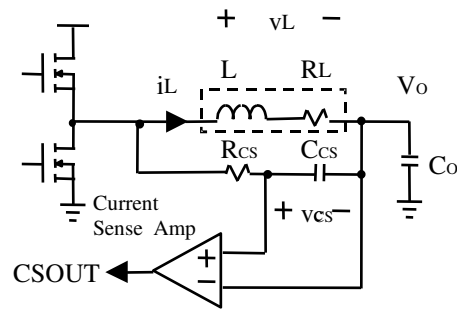 + vL −
iL L RL VO
RCS CCS CO
+ vcs −
Current
Sense Amp
+
CSOUT
−